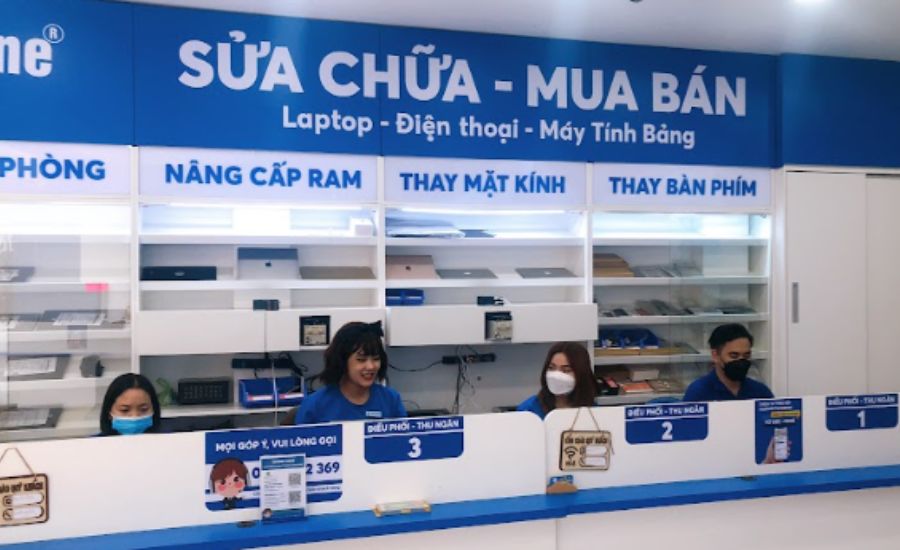 ne®
SỬA CHỮA - MUA BÁN
Laptop - Điện thoại - Máy Tính Bảng
PHÒNG
NÂNG CẤP RAM
THAY MẶT KÍNH
THAY BÀN PHÍM
MỌI GÓP Ý, VUI LÒNG GỌI
2 369
ĐIỀU PHỐI - THU NGÂN
3
ĐIỀU PHỐI - THU NGÂN
2
ĐIỀU PHỐI - THU NGÂN
1